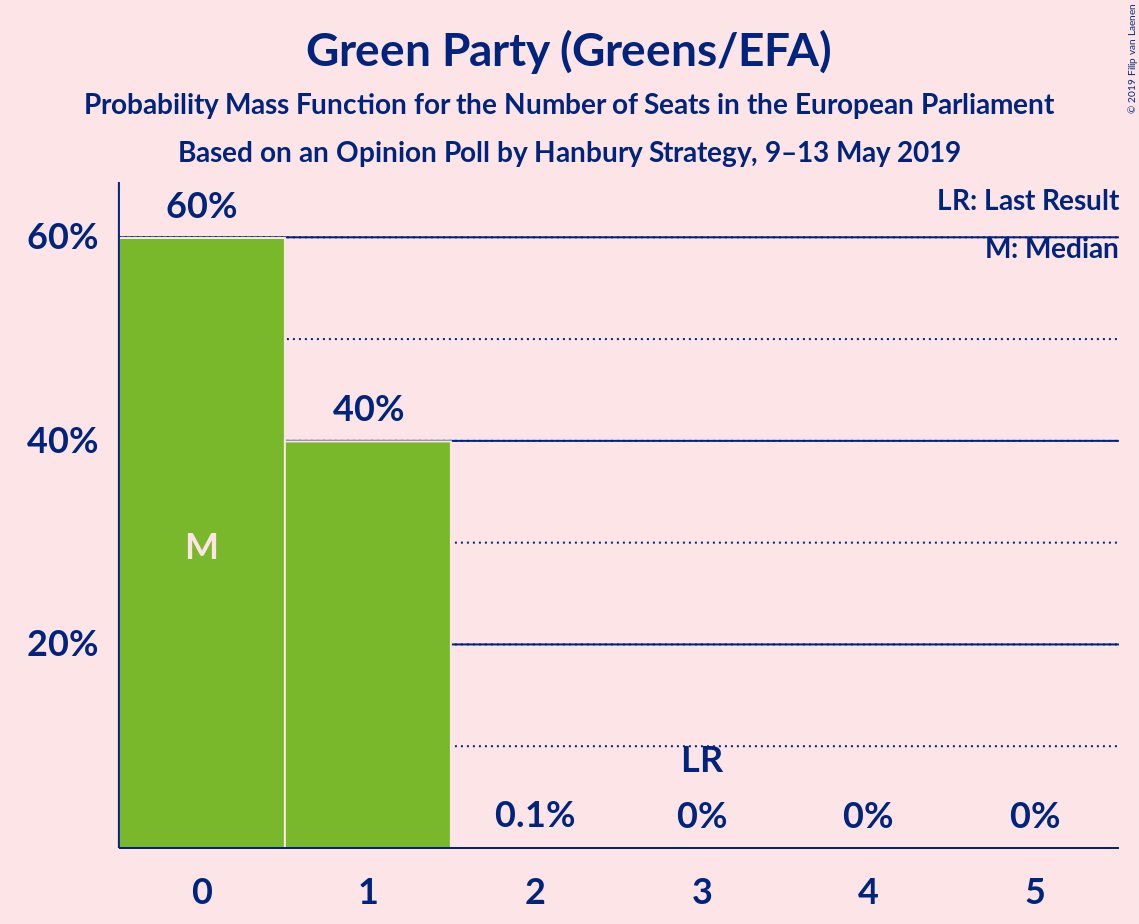 Green Party (Greens/EFA)
Probability Mass Function for the Number of Seats in the European Parliament
Based on an Opinion Poll by Hanbury Strategy, 9–13 May 2019
© 2019 Filip van Laenen
LR: Last Result
M: Median
60%
40%
20%
60%
40%
0.1%
0%
0%
0%
M
LR
0 1 2 3 4 5